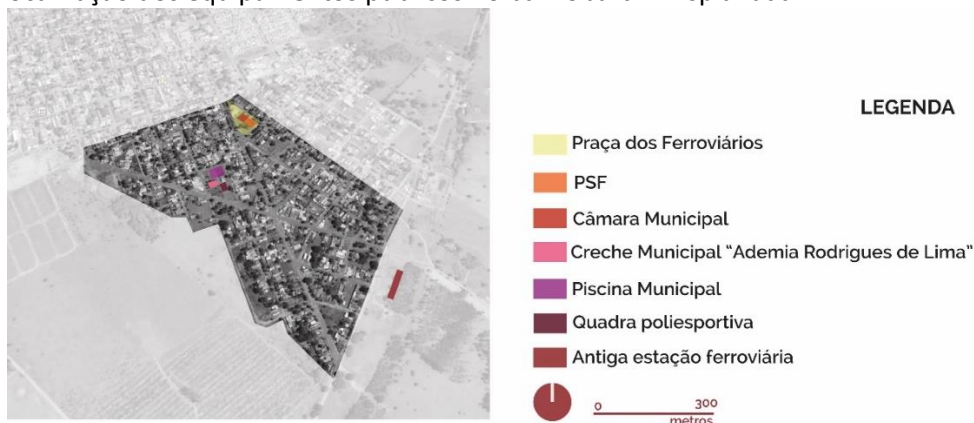 LEGENDA
Praça dos Ferroviários
PSF
Câmara Municipal
Creche Municipal “Ademia Rodrigues de Lima”
Piscina Municipal
Quadra poliesportiva
Antiga estação ferroviária
0 300
metros